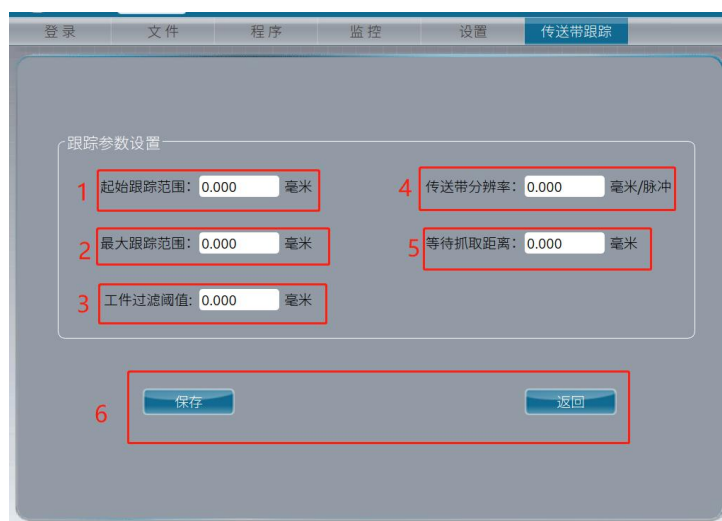 登录 文件 程序 监控 设置 传送带跟踪
跟踪参数设置
1 起始跟踪范围: 0.000 毫米 4 传送带分辨率: 0.000 毫米/脉冲
2 最大跟踪范围: 0.000 毫米 5 等待抓取距离: 0.000 毫米
3 工件过滤阈值: 0.000 毫米
6 保存 返回